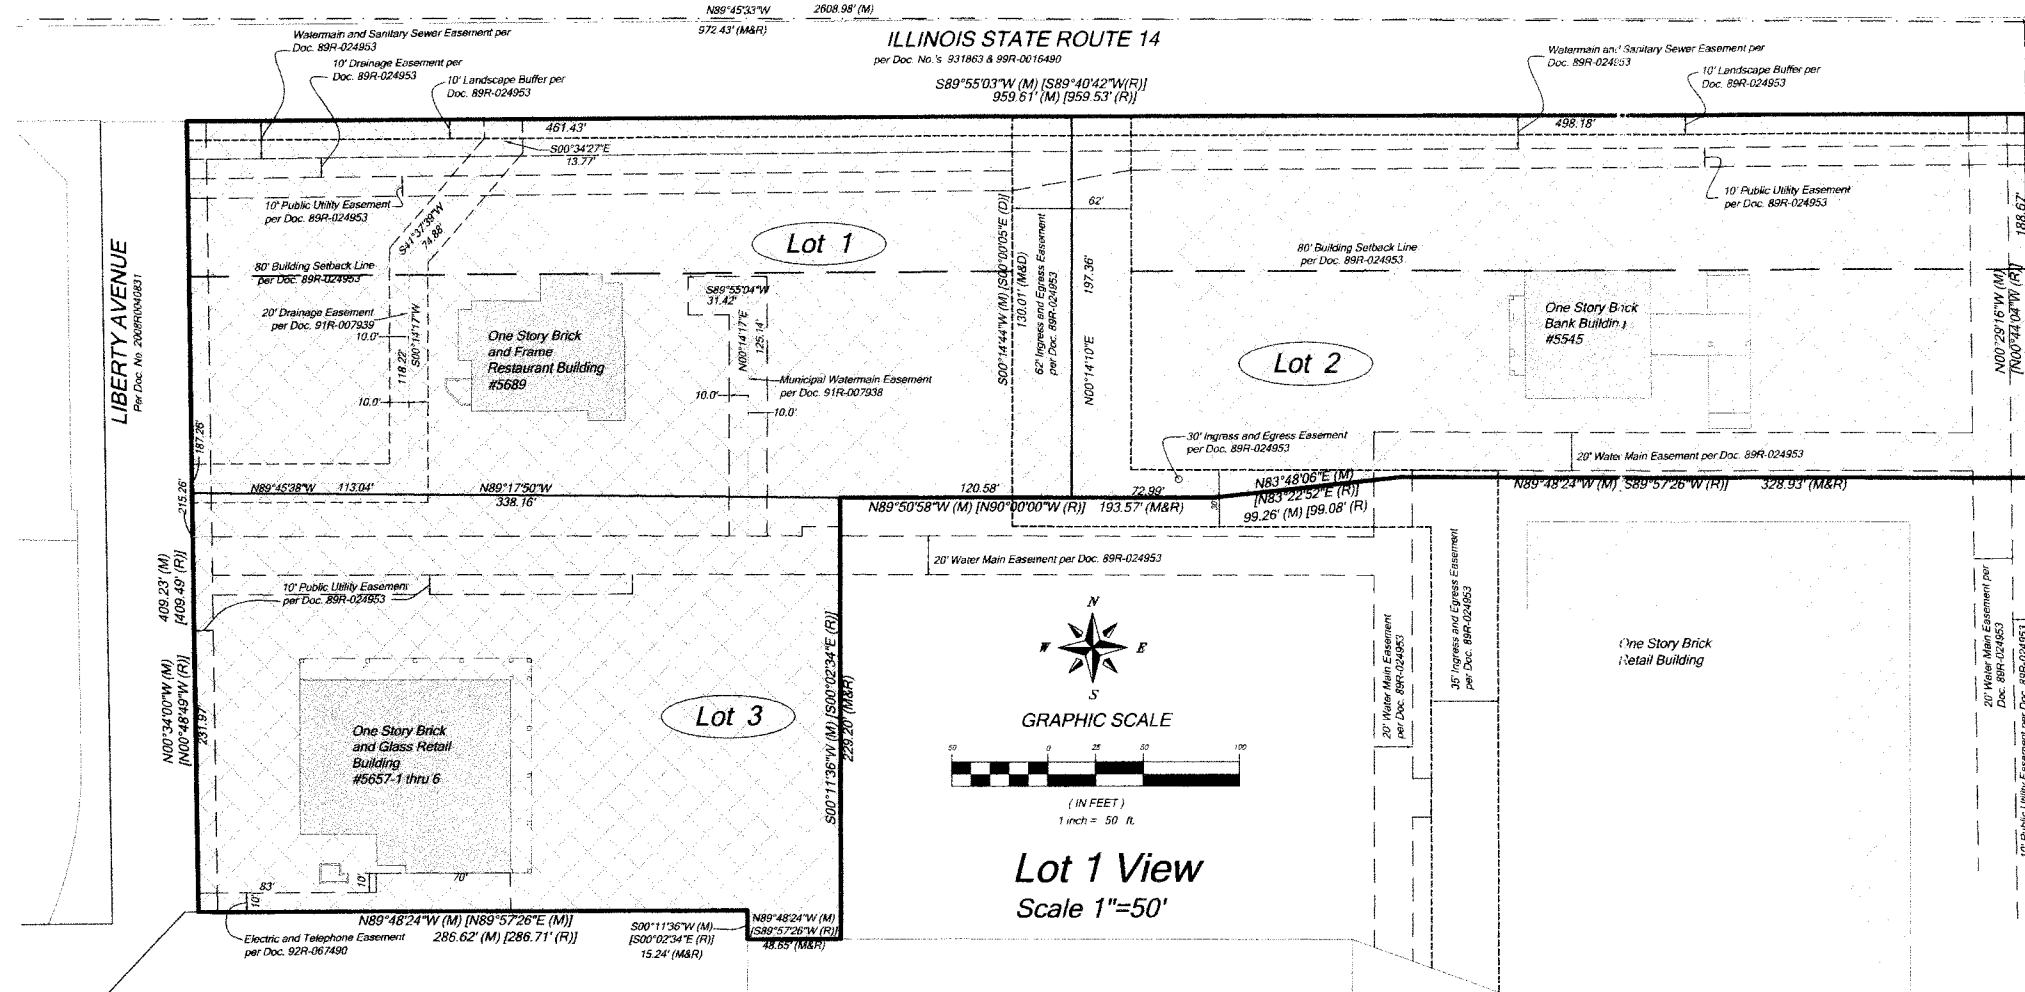 N89°45'33"W 2608.98' (M)
972.43' (M&R)
ILLINOIS STATE ROUTE 14
per Doc. No.'s 931863 & 99R-0016490
S89°55'03"W (M) [S89°40'42"W(R)]
959.61' (M) [959.53' (R)]
Watermain and Sanitary Sewer Easement per
Doc. 89R-024953
10' Drainage Easement per
Doc. 89R-024953
10' Landscape Buffer per
Doc. 89R-024953
Watermain and Sanitary Sewer Easement per
Doc. 89R-024953
10' Landscape Buffer per
Doc. 89R-024953
461.43'
498.18'
S00°34'27"E
13.77'
10' Public Utility Easement
per Doc. 89R-024953
S41°37'39"W
74.88'
Lot 1
80' Building Setback Line
per Doc. 89R-024953
20' Drainage Easement
per Doc. 91R-007939
10.0'
118.22'
S00°14'17"W
10.0'
One Story Brick
and Frame
Restaurant Building
#5689
S89°55'04"W
31.42'
N00°14'17"E
125.14'
Municipal Watermain Easement
per Doc. 91R-007938
10.0'
10.0'
S00°14'44"W (M) [S00°00'05"E (D)]
130.01' (M&D)
62' Ingress and Egress Easement
per Doc. 89R-024953
62'
197.36'
N00°14'10"E
10' Public Utility Easement
per Doc. 89R-024953
80' Building Setback Line
per Doc. 89R-024953
Lot 2
One Story Brick
Bank Building
#5545
188.67'
N00°29'16"W (M)
[N00°44'04"W (R)]
30' Ingress and Egress Easement
per Doc. 89R-024953
20' Water Main Easement per Doc. 89R-024953
LIBERTY AVENUE
Per Doc. No. 2008R0040831
187.26'
215.26'
N89°45'38"W 113.04'
N89°17'50"W
338.16'
120.58'
72.99'
N89°50'58"W (M) [N90°00'00"W (R)] 193.57' (M&R)
30'
N83°48'06"E (M)
[N83°22'52"E (R)]
99.26' (M) [99.08' (R)
N89°48'24"W (M) S89°57'26"W (R)] 328.93' (M&R)
20' Water Main Easement per Doc. 89R-024953
409.23' (M)
[409.49' (R)]
10' Public Utility Easement
per Doc. 89R-024953
N00°34'00"W (M)
[N00°48'49"W (R)]
231.97'
Lot 3
One Story Brick
and Glass Retail
Building
#5657-1 thru 6
S00°11'36"W (M) [S00°02'34"E (R)]
229.20' (M&R)
N
W E
S
GRAPHIC SCALE
50 0 25 50 100
( IN FEET )
1 inch = 50 ft.
Lot 1 View
Scale 1"=50'
20' Water Main Easement
per Doc. 89R-024953
35' Ingress and Egress Easement
per Doc. 89R-024953
One Story Brick
Retail Building
20' Water Main Easement per
Doc. 89R-024953
10' Public Utility Easement per Doc. 89R-024953
83'
10'
10'
70'
N89°48'24"W (M) [N89°57'26"E (M)]
286.62' (M) [286.71' (R)]
Electric and Telephone Easement
per Doc. 92R-067490
S00°11'36"W (M)
[S00°02'34"E (R)]
15.24' (M&R)
N89°48'24"W (M)
[S89°57'26"W (R)]
48.65' (M&R)